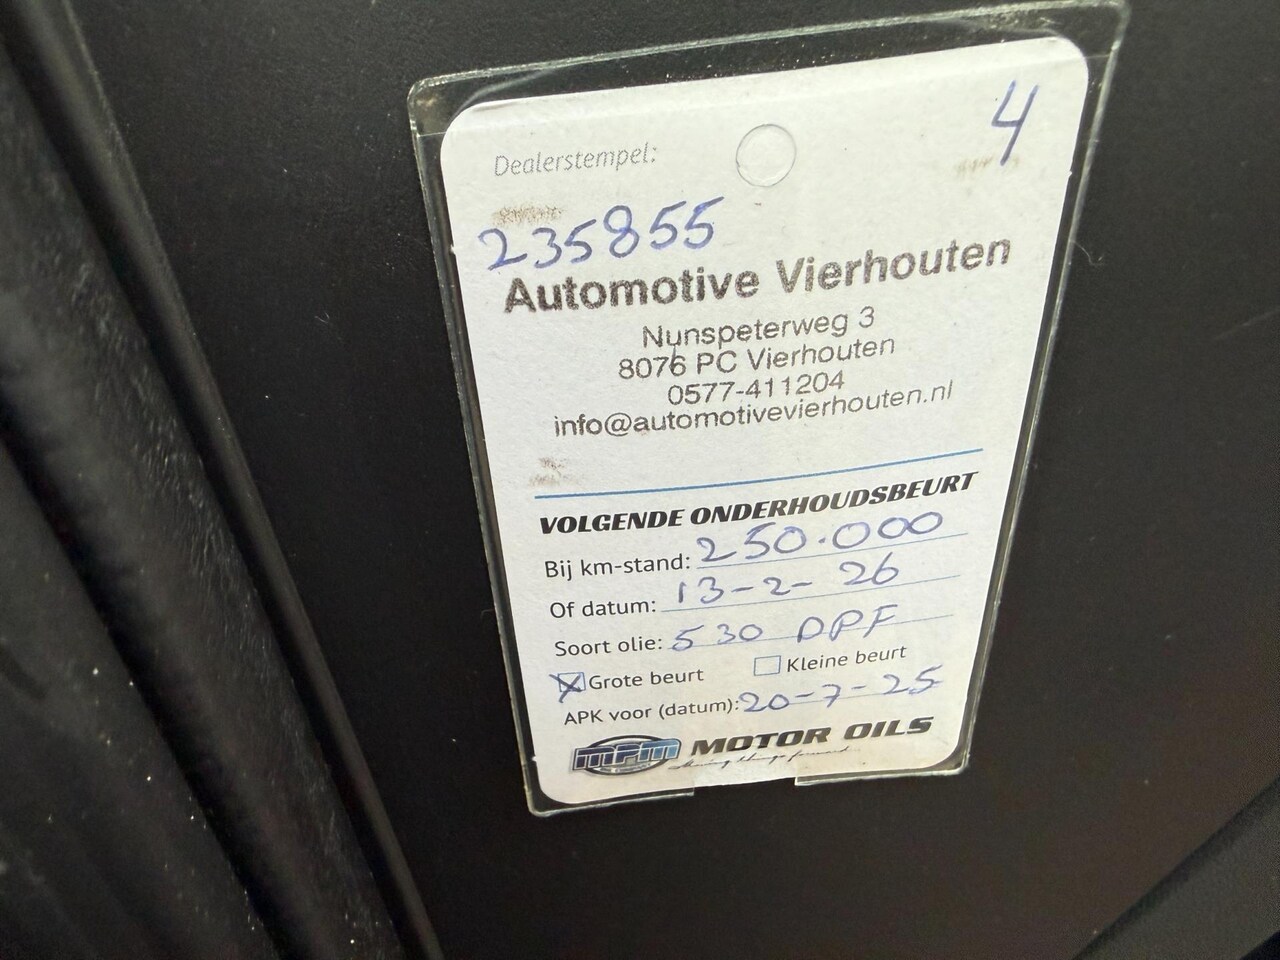 4
Dealerstempel:
235855
Automotive Vierhouten
Nunspeterweg 3
8076 PC Vierhouten
0577-411204
info@automotivevierhouten.nl
VOLGENDE ONDERHOUDSBEURT
Bij km-stand: 250.000
Of datum: 13-2-26
Soort olie: 530 DPF
Grote beurt Kleine beurt
APK voor (datum): 20-7-25
MPM MOTOR OILS